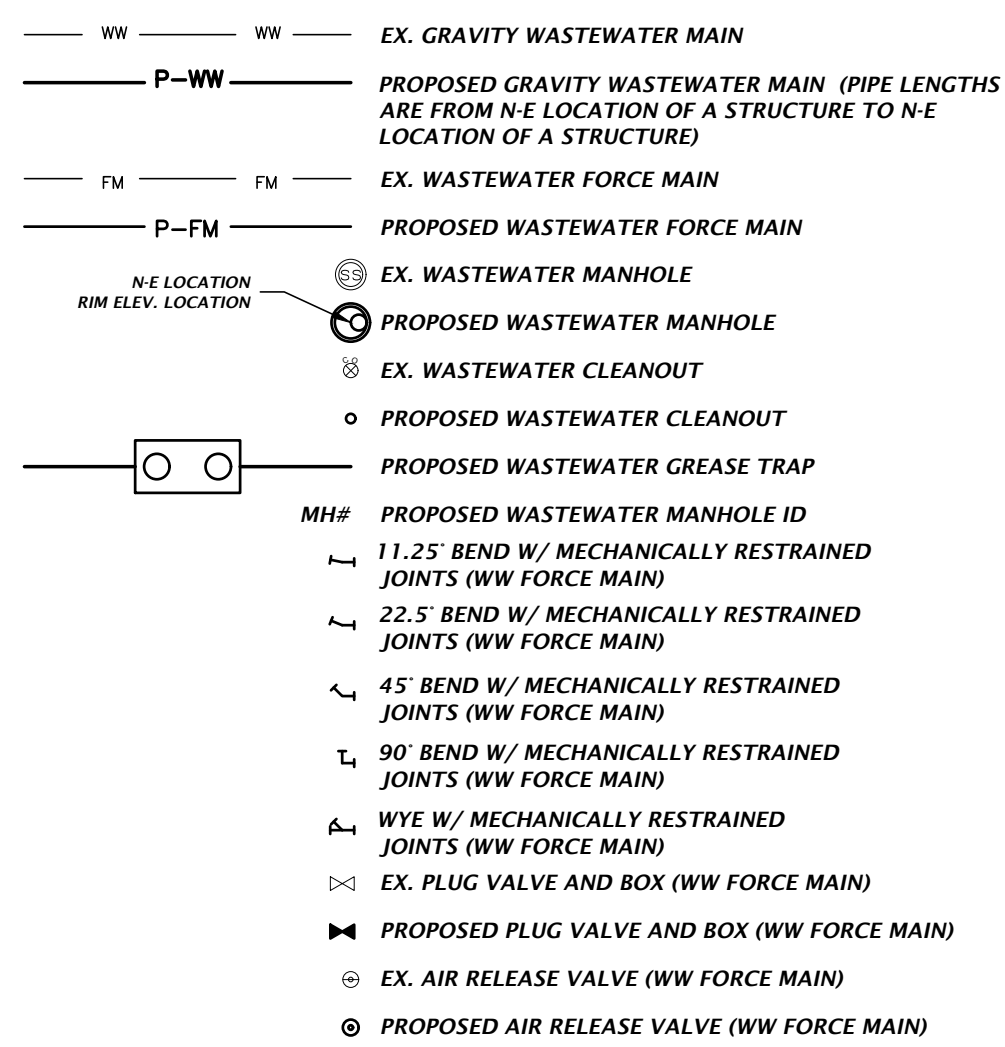 WW WW EX. GRAVITY WASTEWATER MAIN
P-WW PROPOSED GRAVITY WASTEWATER MAIN (PIPE LENGTHS
ARE FROM N-E LOCATION OF A STRUCTURE TO N-E
LOCATION OF A STRUCTURE)
FM FM EX. WASTEWATER FORCE MAIN
P-FM PROPOSED WASTEWATER FORCE MAIN
SS EX. WASTEWATER MANHOLE
N-E LOCATION
RIM ELEV. LOCATION
PROPOSED WASTEWATER MANHOLE
EX. WASTEWATER CLEANOUT
PROPOSED WASTEWATER CLEANOUT
PROPOSED WASTEWATER GREASE TRAP
MH# PROPOSED WASTEWATER MANHOLE ID
11.25° BEND W/ MECHANICALLY RESTRAINED
JOINTS (WW FORCE MAIN)
22.5° BEND W/ MECHANICALLY RESTRAINED
JOINTS (WW FORCE MAIN)
45° BEND W/ MECHANICALLY RESTRAINED
JOINTS (WW FORCE MAIN)
90° BEND W/ MECHANICALLY RESTRAINED
JOINTS (WW FORCE MAIN)
WYE W/ MECHANICALLY RESTRAINED
JOINTS (WW FORCE MAIN)
EX. PLUG VALVE AND BOX (WW FORCE MAIN)
PROPOSED PLUG VALVE AND BOX (WW FORCE MAIN)
EX. AIR RELEASE VALVE (WW FORCE MAIN)
PROPOSED AIR RELEASE VALVE (WW FORCE MAIN)